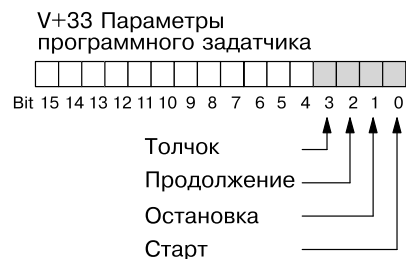 V+33 Параметры
программного задатчика
Bit 15 14 13 12 11 10 9 8 7 6 5 4 3 2 1 0
Толчок
Продолжение
Остановка
Старт